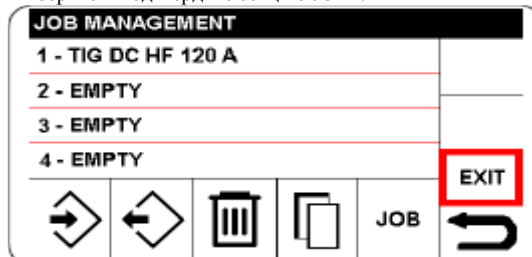 JOB MANAGEMENT
1 - TIG DC HF 120 A
2 - EMPTY
3 - EMPTY
4 - EMPTY
EXIT
JOB